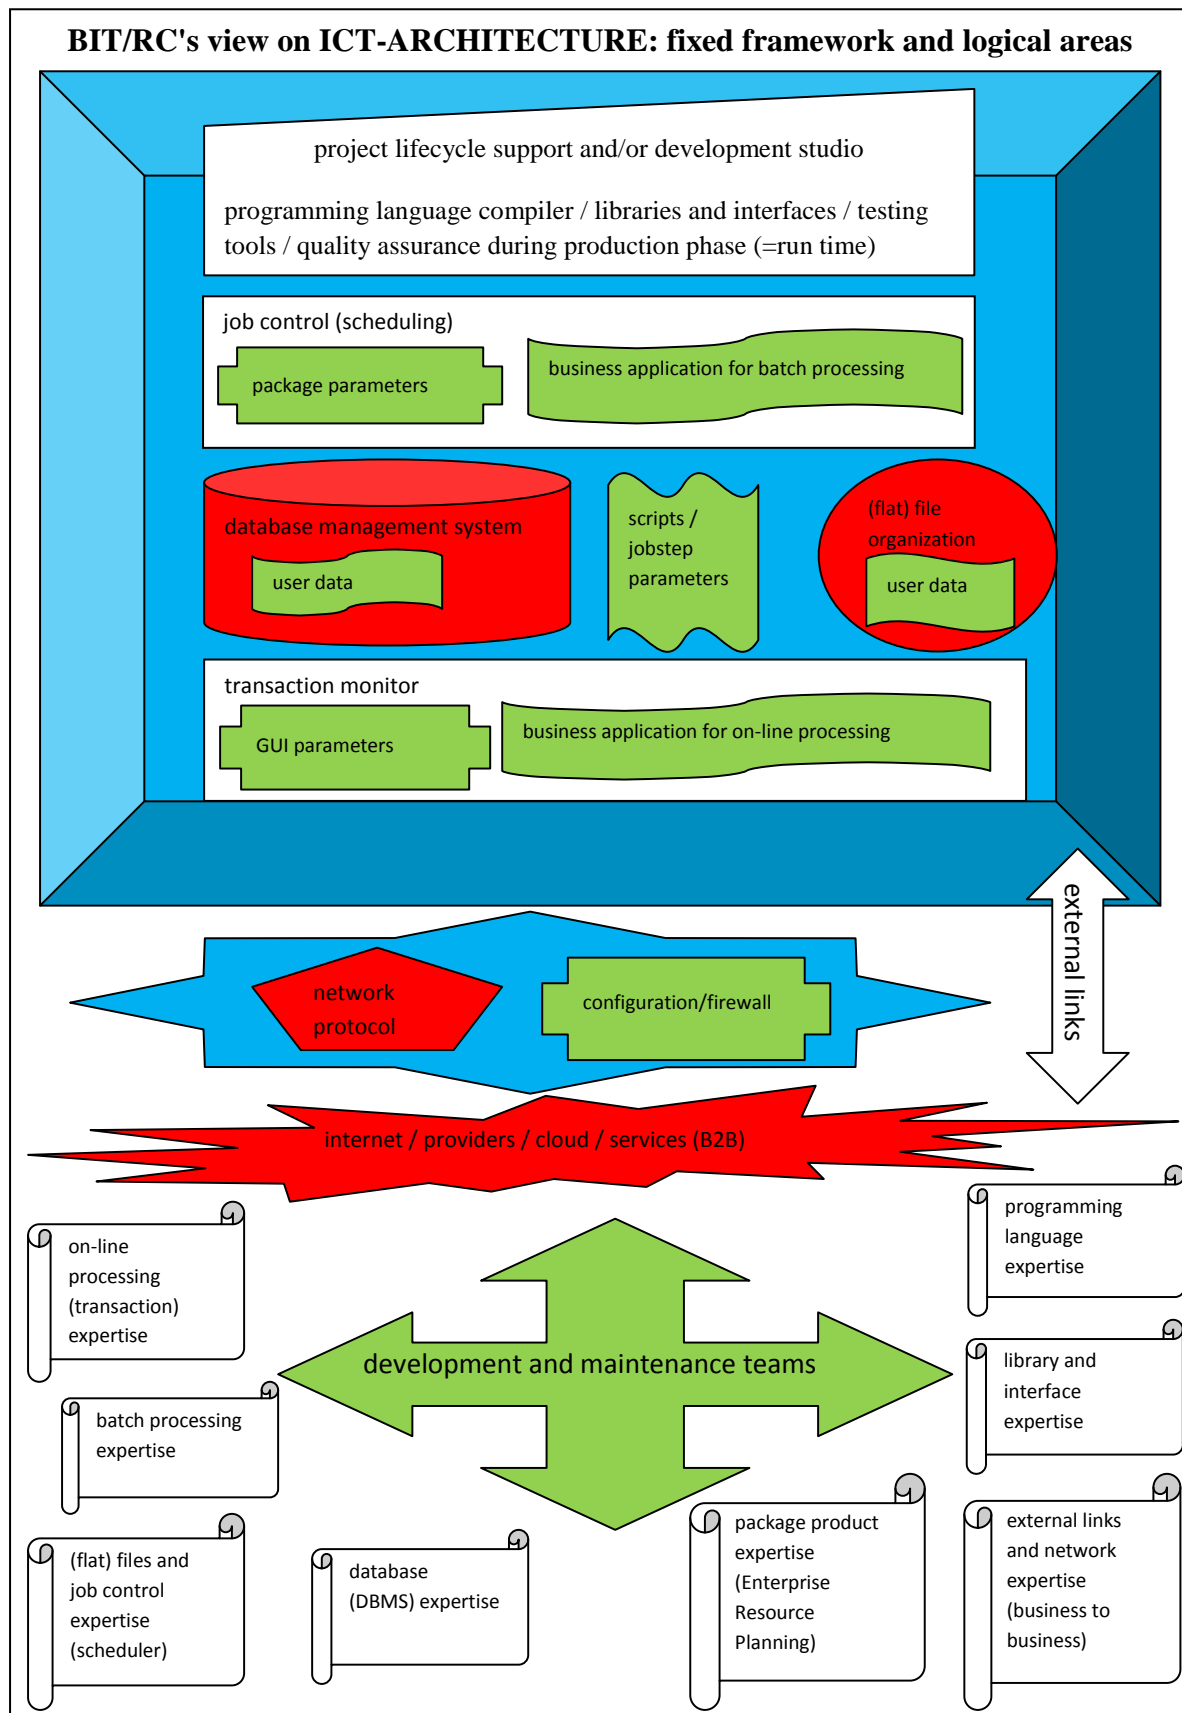 BIT/RC's view on ICT-ARCHITECTURE: fixed framework and logical areas
project lifecycle support and/or development studio
programming language compiler / libraries and interfaces / testing
tools / quality assurance during production phase (=run time)
job control (scheduling)
package parameters
business application for batch processing
database management system
user data
scripts /
jobstep
parameters
(flat) file
organization
user data
transaction monitor
GUI parameters
business application for on-line processing
external links
network
protocol
configuration/firewall
internet / providers / cloud / services (B2B)
on-line
processing
(transaction)
expertise
programming
language
expertise
development and maintenance teams
library and
interface
expertise
batch processing
expertise
(flat) files and
job control
expertise
(scheduler)
database
(DBMS) expertise
package product
expertise
(Enterprise
Resource
Planning)
external links
and network
expertise
(business to
business)